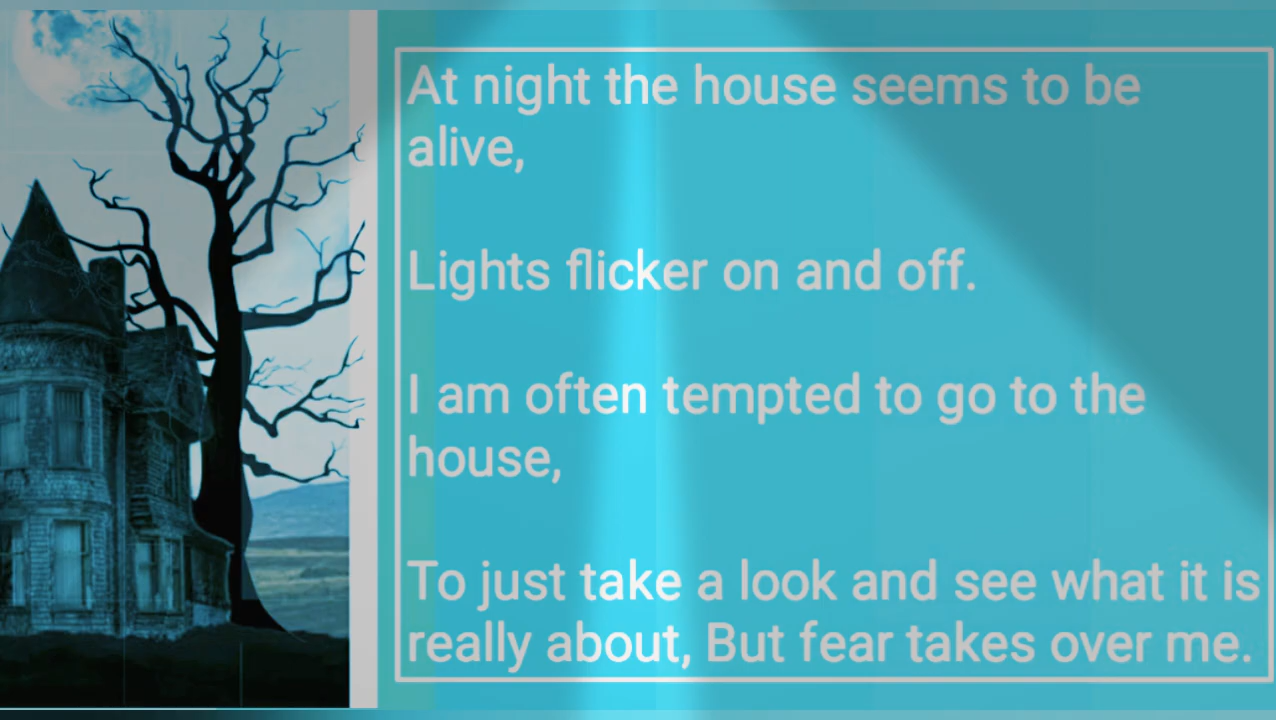 At night the house seems to be
alive,
Lights flicker on and off.
I am often tempted to go to the
house,
To just take a look and see what it is
really about, But fear takes over me.